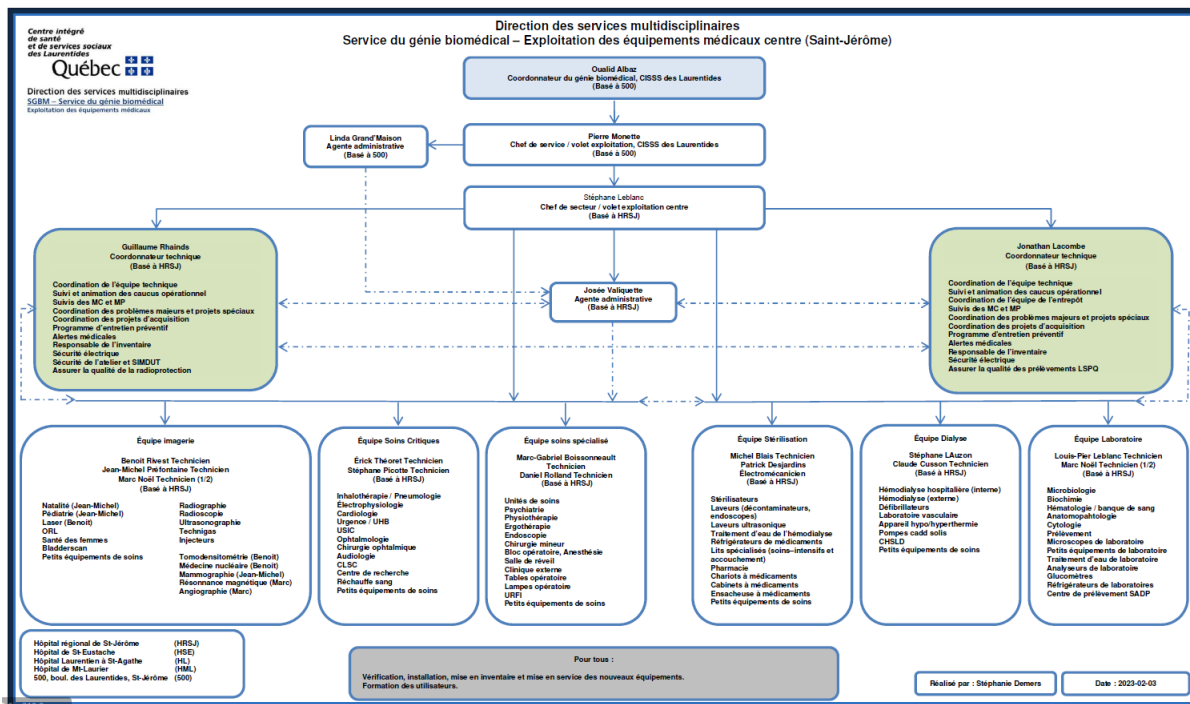 Centre intégré
de santé
et de services sociaux
des Laurentides
Québec
Direction des services multidisciplinaires
SGBM – Service du génie biomédical
Exploitation des équipements médicaux
Direction des services multidisciplinaires
Service du génie biomédical – Exploitation des équipements médicaux centre (Saint-Jérôme)
Oualid Albaz
Coordonnateur du génie biomédical, CISSS des Laurentides
(Basé à 500)
Linda Grand'Maison
Agente administrative
(Basé à 500)
Pierre Monette
Chef de service / volet exploitation, CISSS des Laurentides
(Basé à 500)
Stéphane Leblanc
Chef de secteur / volet exploitation centre
(Basé à HRSJ)
Guillaume Rhainds
Coordonnateur technique
(Basé à HRSJ)
Coordination de l'équipe technique
Suivi et animation des caucus opérationnel
Suivis des MC et MP
Coordination des problèmes majeurs et projets spéciaux
Coordination des projets d'acquisition
Programme d'entretien préventif
Alertes médicales
Responsable de l'inventaire
Sécurité électrique
Sécurité de l'atelier et SIMDUT
Assurer la qualité de la radioprotection
Josée Valiquette
Agente administrative
(Basé à HRSJ)
Jonathan Lacombe
Coordonnateur technique
(Basé à HRSJ)
Coordination de l'équipe technique
Suivi et animation des caucus opérationnel
Coordination de l'équipe de l'entrepôt
Suivis des MC et MP
Coordination des problèmes majeurs et projets spéciaux
Coordination des projets d'acquisition
Programme d'entretien préventif
Alertes médicales
Responsable de l'inventaire
Sécurité électrique
Assurer la qualité des prélèvements LSPQ
Équipe imagerie
Benoit Rivest Technicien
Jean-Michel Préfontaine Technicien
Marc Noël Technicien (1/2)
(Basé à HRSJ)
Natalité (Jean-Michel)
Pédiatrie (Jean-Michel)
Laser (Benoit)
ORL
Santé des femmes
Bladderscan
Petits équipements de soins
Radiographie
Radioscopie
Ultrasonographie
Technigas
Injecteurs
Tomodensitométrie (Benoit)
Médecine nucléaire (Benoit)
Mammographie (Jean-Michel)
Résonnance magnétique (Marc)
Angiographie (Marc)
Équipe Soins Critiques
Érick Théoret Technicien
Stéphane Picotte Technicien
(Basé à HRSJ)
Inhalothérapie / Pneumologie
Électrophysiologie
Cardiologie
Urgence / UHB
USIC
Ophtalmologie
Chirurgie ophtalmique
Audiologie
CLSC
Centre de recherche
Réchauffe sang
Petits équipements de soins
Équipe soins spécialisé
Marc-Gabriel Boissonneault
Technicien
Daniel Rolland Technicien
(Basé à HRSJ)
Unités de soins
Psychiatrie
Physiothérapie
Ergothérapie
Endoscopie
Chirurgie mineur
Bloc opératoire, Anesthésie
Salle de réveil
Clinique externe
Tables opératoire
Lampes opératoire
URFI
Petits équipements de soins
Équipe Stérilisation
Michel Blais Technicien
Patrick Desjardins
Électromécanicien
(Basé à HRSJ)
Stérilisateurs
Laveurs (décontaminateurs,
endoscopes)
Laveurs ultrasonique
Traitement d'eau de l'hémodialyse
Réfrigérateurs de médicaments
Lits spécialisés (soins–intensifs et
accouchement)
Pharmacie
Chariots à médicaments
Cabinets à médicaments
Ensacheuse à médicaments
Petits équipements de soins
Équipe Dialyse
Stéphane LAuzon
Claude Cusson Technicien
(Basé à HRSJ)
Hémodialyse hospitalière (interne)
Hémodialyse (externe)
Défibrillateurs
Laboratoire vasculaire
Appareil hypo/hyperthermie
Pompes cadd solis
CHSLD
Petits équipements de soins
Équipe Laboratoire
Louis-Pier Leblanc Technicien
Marc Noël Technicien (1/2)
(Basé à HRSJ)
Microbiologie
Biochimie
Hématologie / banque de sang
Anatomopahtologie
Cytologie
Prélèvement
Microscopes de laboratoire
Petits équipements de laboratoire
Traitement d'eau de laboratoire
Analyseurs de laboratoire
Glucomètres
Réfrigérateurs de laboratoires
Centre de prélèvement SADP
Hôpital régional de St-Jérôme (HRSJ)
Hôpital de St-Eustache (HSE)
Hôpital Laurentien à St-Agathe (HL)
Hôpital de Mt-Laurier (HML)
500, boul. des Laurentides, St-Jérôme (500)
Pour tous :
Vérification, installation, mise en inventaire et mise en service des nouveaux équipements.
Formation des utilisateurs.
Réalisé par : Stéphanie Demers
Date : 2023-02-03